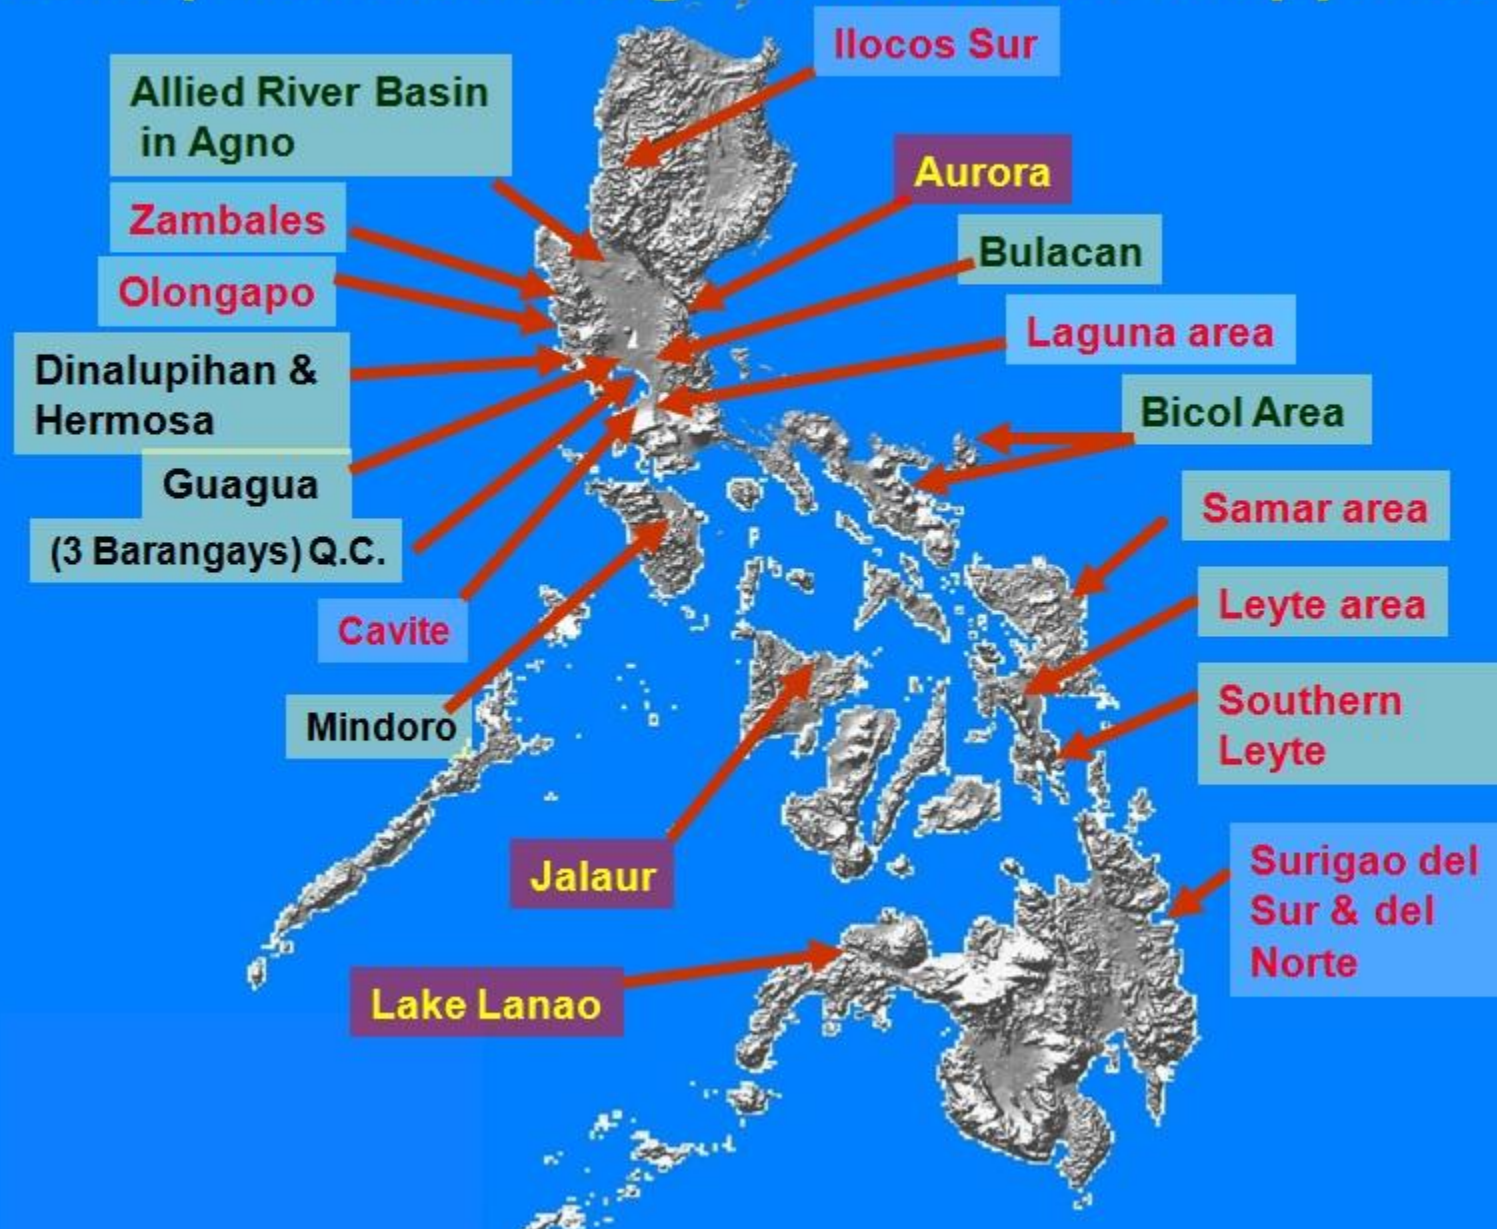 Ilocos Sur
Allied River Basin
in Agno
Aurora
Zambales
Bulacan
Olongapo
Laguna area
Dinalupihan &
Hermosa
Bicol Area
Guagua
Samar area
(3 Barangays) Q.C.
Leyte area
Cavite
Southern
Leyte
Mindoro
Jalaur
Surigao del
Sur & del
Norte
Lake Lanao